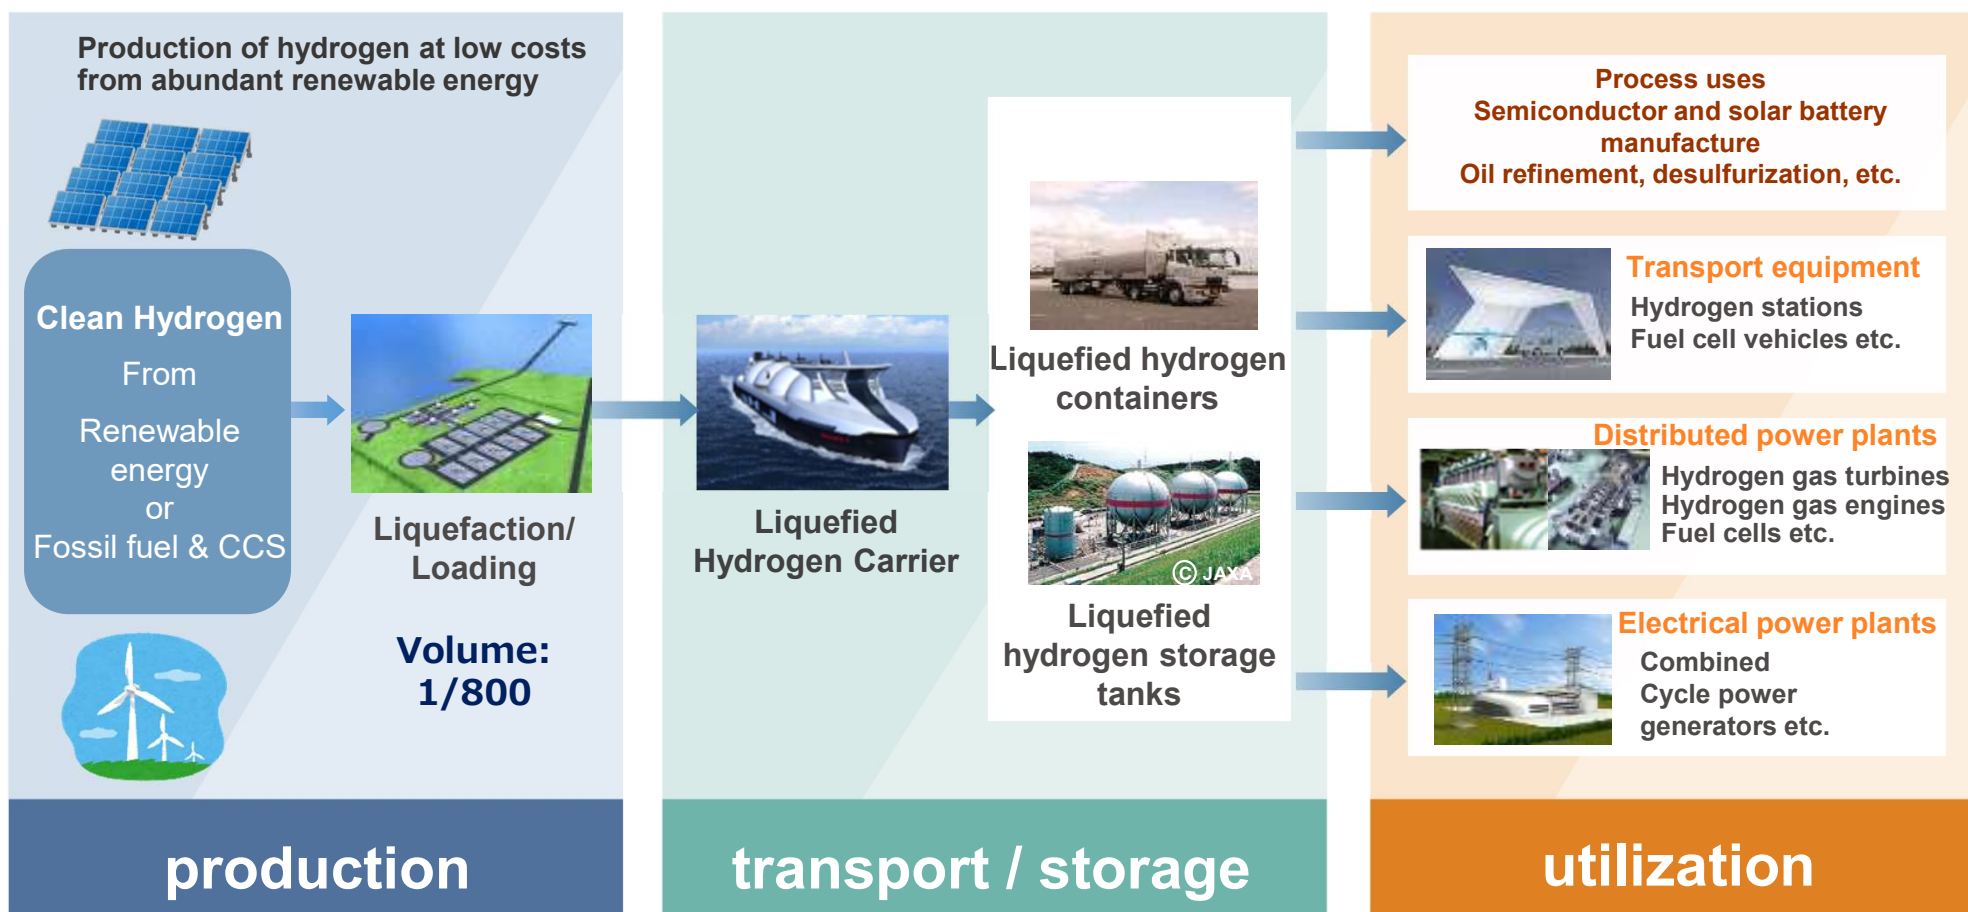 Production of hydrogen at low costs
from abundant renewable energy
Clean Hydrogen
From
Renewable
energy
or
Fossil fuel & CCS
Liquefaction/
Loading
Volume:
1/800
production
Liquefied
Hydrogen Carrier
Liquefied hydrogen
containers
© JAXA
Liquefied
hydrogen storage
tanks
transport / storage
Process uses
Semiconductor and solar battery
manufacture
Oil refinement, desulfurization, etc.
Transport equipment
Hydrogen stations
Fuel cell vehicles etc.
Distributed power plants
Hydrogen gas turbines
Hydrogen gas engines
Fuel cells etc.
Electrical power plants
Combined
Cycle power
generators etc.
utilization